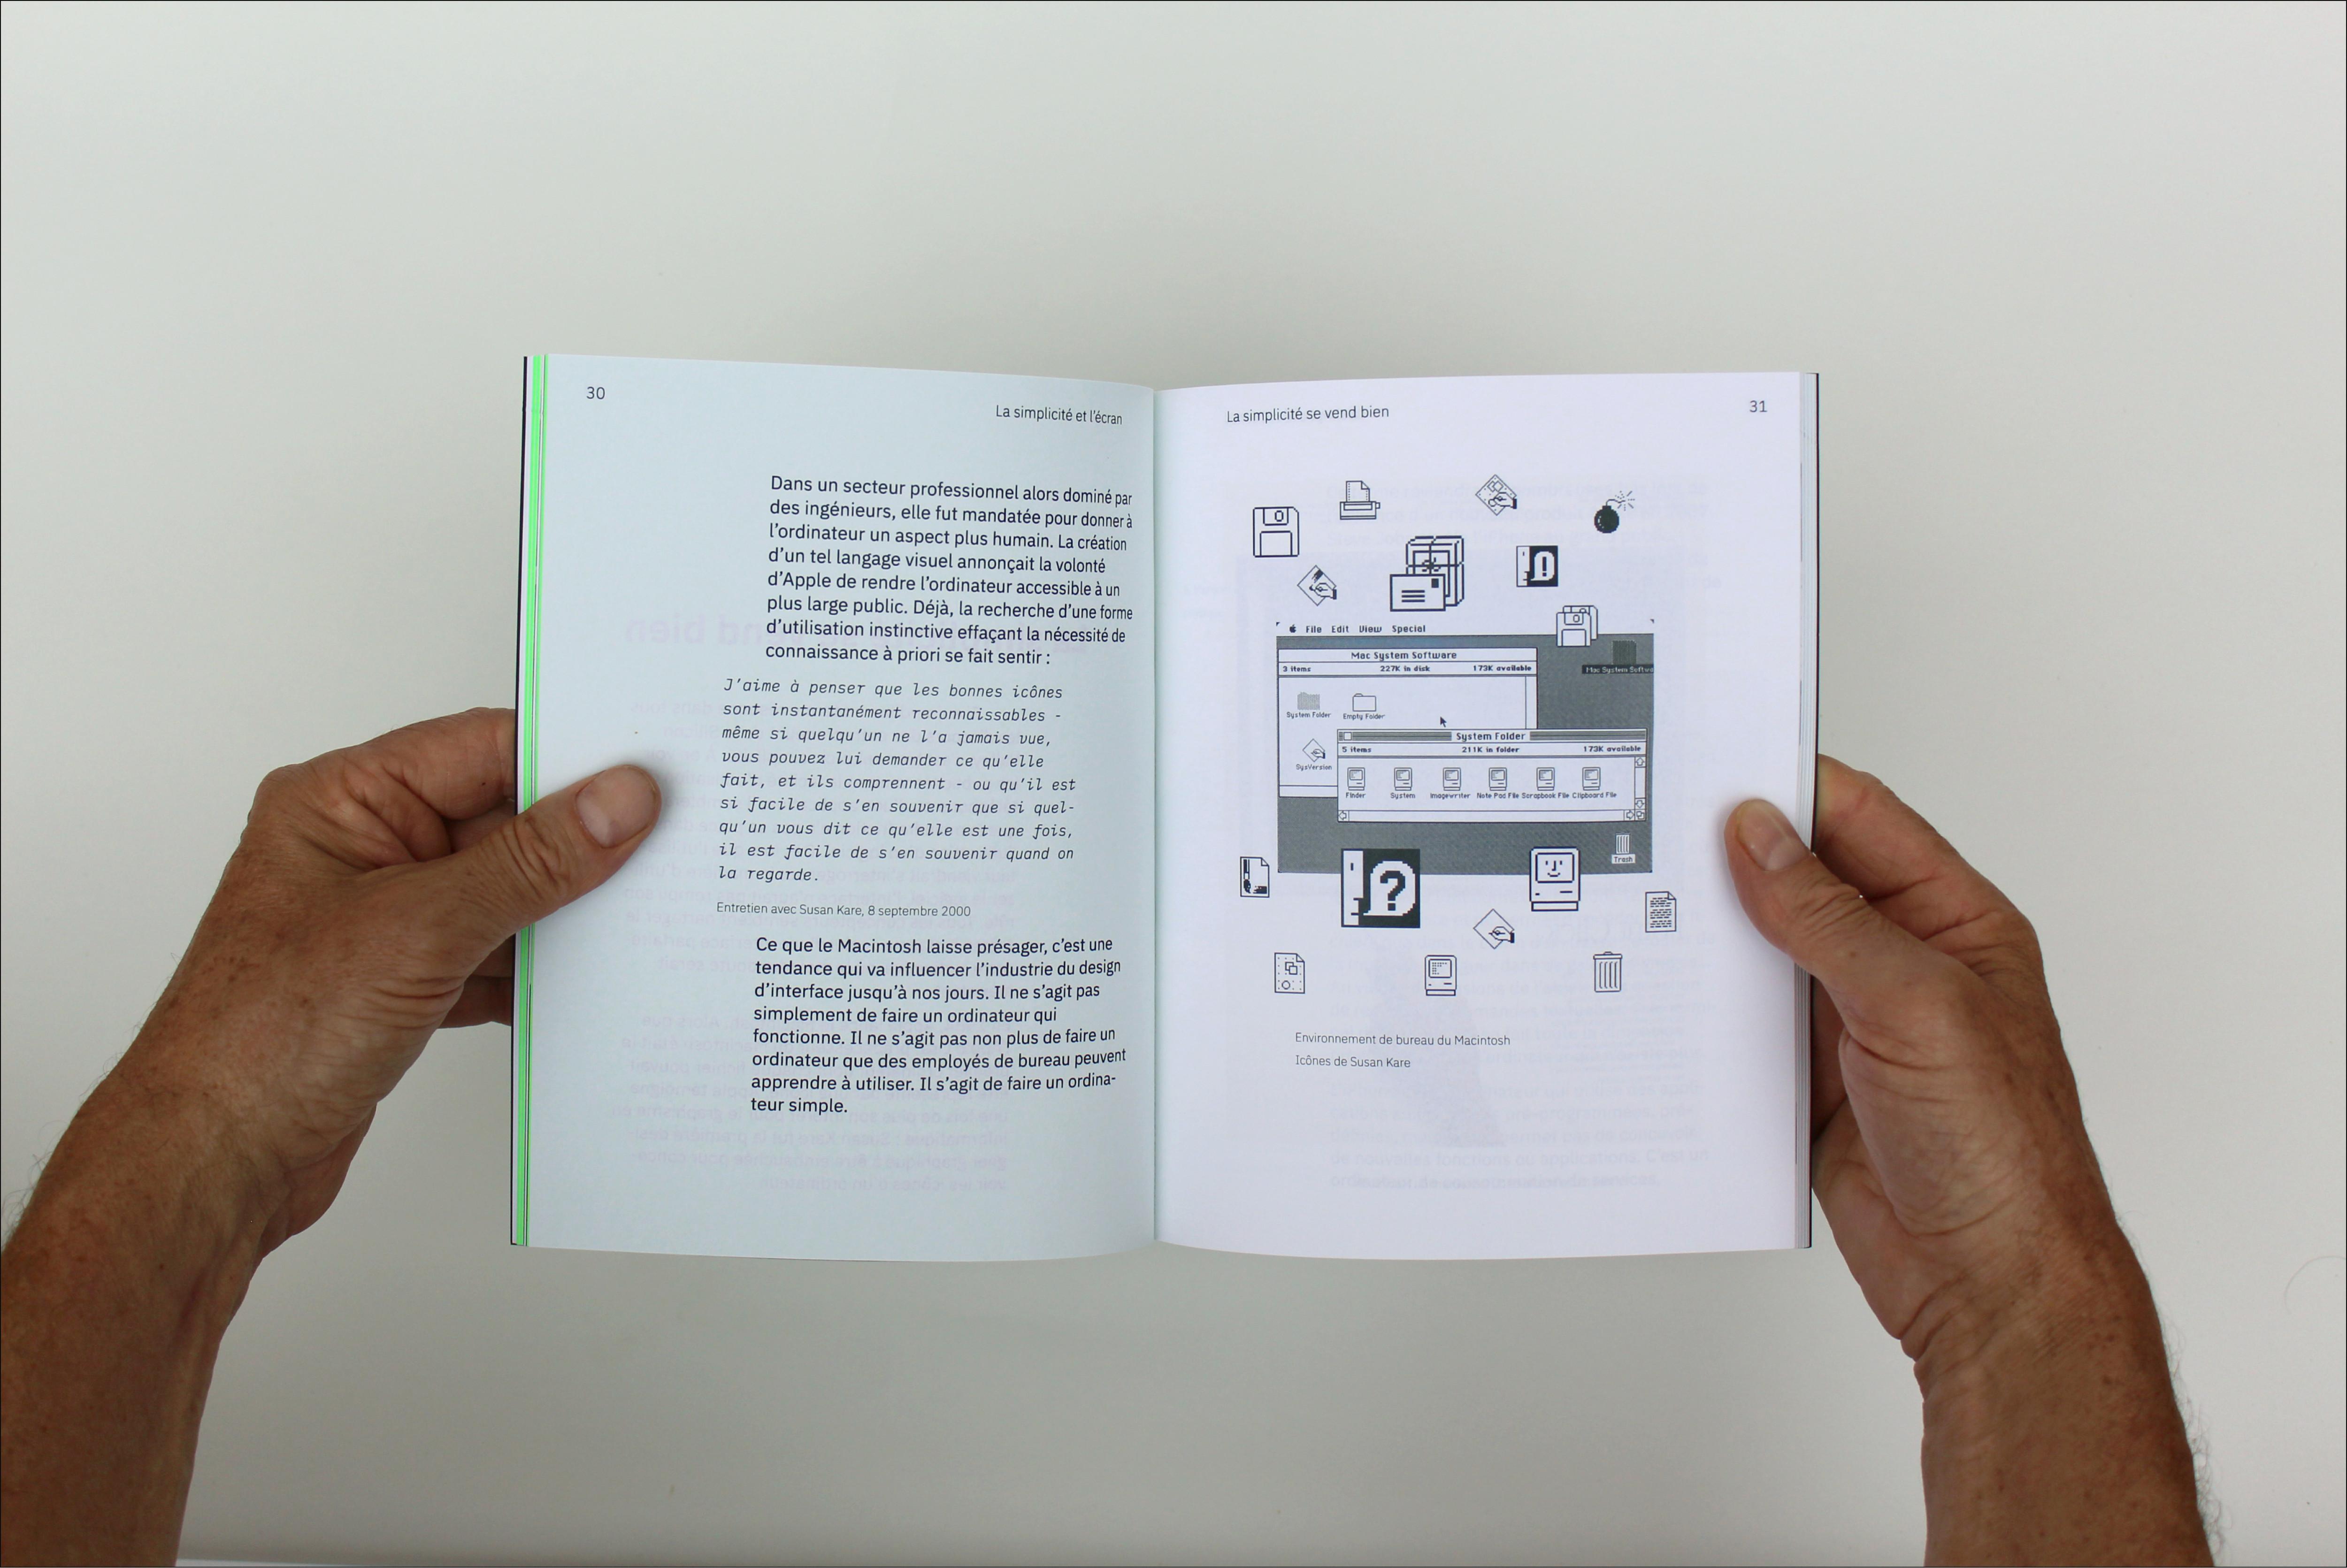 30
La simplicité et l'écran
Dans un secteur professionnel alors dominé par
des ingénieurs, elle fut mandatée pour donner à
l'ordinateur un aspect plus humain. La création
d'un tel langage visuel annonçait la volonté
d'Apple de rendre l'ordinateur accessible à un
plus large public. Déjà, la recherche d'une forme
d'utilisation instinctive effaçant la nécessité de
connaissance à priori se fait sentir :
J'aime à penser que les bonnes icônes
sont instantanément reconnaissables -
même si quelqu'un ne l'a jamais vue,
vous pouvez lui demander ce qu'elle
fait, et ils comprennent - ou qu'il est
si facile de s'en souvenir que si quel-
qu'un vous dit ce qu'elle est une fois,
il est facile de s'en souvenir quand on
la regarde.
Entretien avec Susan Kare, 8 septembre 2000
Ce que le Macintosh laisse présager, c'est une
tendance qui va influencer l'industrie du design
d'interface jusqu'à nos jours. Il ne s'agit pas
simplement de faire un ordinateur qui
fonctionne. Il ne s'agit pas non plus de faire un
ordinateur que des employés de bureau peuvent
apprendre à utiliser. Il s'agit de faire un ordina-
teur simple.
La simplicité se vend bien
31
File Edit View Special
Mac System Software
3 items 227K in disk 173K available
Mac System Softwa
System Folder Empty Folder
System Folder
5 items 211K in folder 173K available
SysVersion
Finder System Imagewriter Note Pad File Scrapbook File Clipboard File
Trash
Environnement de bureau du Macintosh
Icônes de Susan Kare